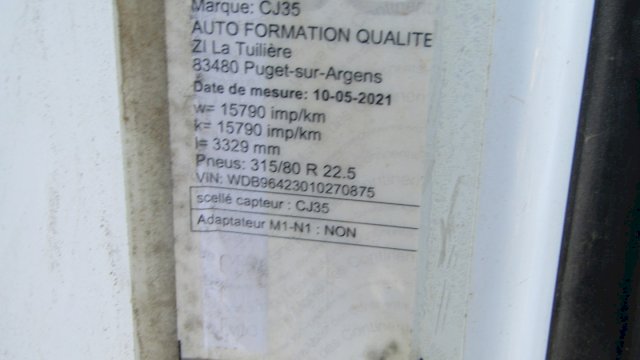 Marque: CJ35
AUTO FORMATION QUALITE
ZI La Tuilière
83480 Puget-sur-Argens
Date de mesure: 10-05-2021
w= 15790 imp/km
k= 15790 imp/km
l= 3329 mm
Pneus: 315/80 R 22.5
VIN: WDB96423010270875
scellé capteur : CJ35
Adaptateur M1-N1 : NON